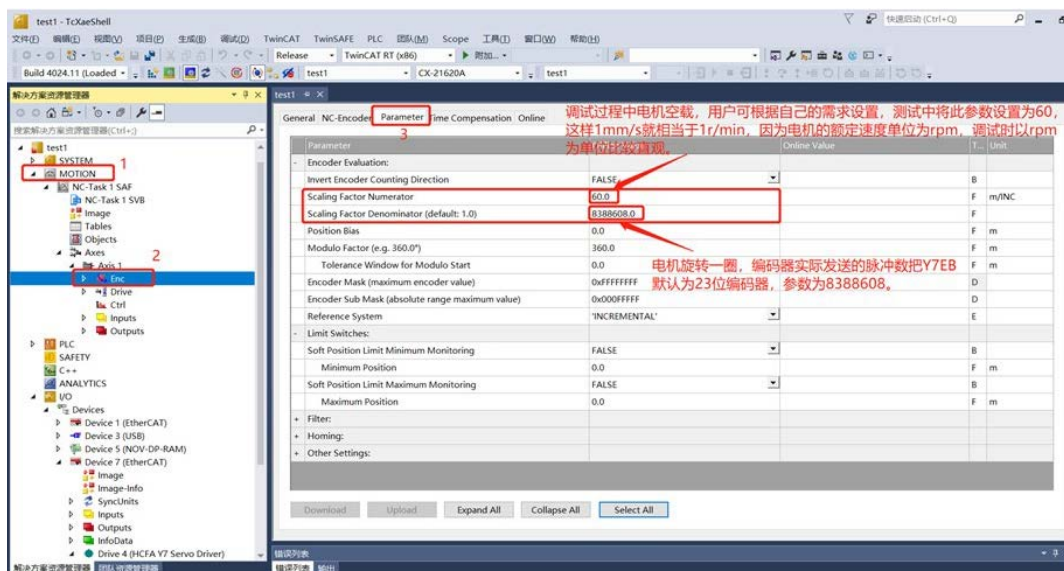 test1 - TcXaeShell
快速启动 (Ctrl+Q)
文件(F) 编辑(E) 视图(V) 项目(P) 生成(B) 调试(D) TwinCAT TwinSAFE PLC 团队(M) Scope 工具(T) 窗口(W) 帮助(H)
Release TwinCAT RT (x86) 附加...
Build 4024.11 (Loaded test1 CX-21620A test1
解决方案资源管理器
搜索解决方案资源管理器(Ctrl+;)
test1
SYSTEM
1
MOTION
NC-Task 1 SAF
NC-Task 1 SVB
Image
Tables
Objects
2
Axes
Axis 1
Enc
Drive
Ctrl
Inputs
Outputs
PLC
SAFETY
C++
ANALYTICS
I/O
Devices
Device 1 (EtherCAT)
Device 3 (USB)
Device 5 (NOV-DP-RAM)
Device 7 (EtherCAT)
Image
Image-Info
SyncUnits
Inputs
Outputs
InfoData
Drive 4 (HCFA Y7 Servo Driver)
解决方案资源管理器 团队资源管理器
test1
General NC-Encoder Parameter Time Compensation Online
3
调试过程中电机空载，用户可根据自己的需求设置，测试中将此参数设置为60，
这样1mm/s就相当于1r/min，因为电机的额定速度单位为rpm，调试时以rpm
为单位比较直观。
Parameter Online Value T... Unit
- Encoder Evaluation:
Invert Encoder Counting Direction FALSE B
Scaling Factor Numerator 60.0 F m/INC
Scaling Factor Denominator (default: 1.0) 8388608.0 F
Position Bias 0.0 F m
Modulo Factor (e.g. 360.0°) 360.0 F m
Tolerance Window for Modulo Start 0.0 F m
Encoder Mask (maximum encoder value) 0xFFFFFFFF D
Encoder Sub Mask (absolute range maximum value) 0x000FFFFF D
Reference System 'INCREMENTAL' E
电机旋转一圈，编码器实际发送的脉冲数把Y7EB
默认为23位编码器，参数为8388608。
- Limit Switches:
Soft Position Limit Minimum Monitoring FALSE B
Minimum Position 0.0 F m
Soft Position Limit Maximum Monitoring FALSE B
Maximum Position 0.0 F m
+ Filter:
+ Homing:
+ Other Settings:
Download Upload Expand All Collapse All Select All
错误列表
错误列表 输出